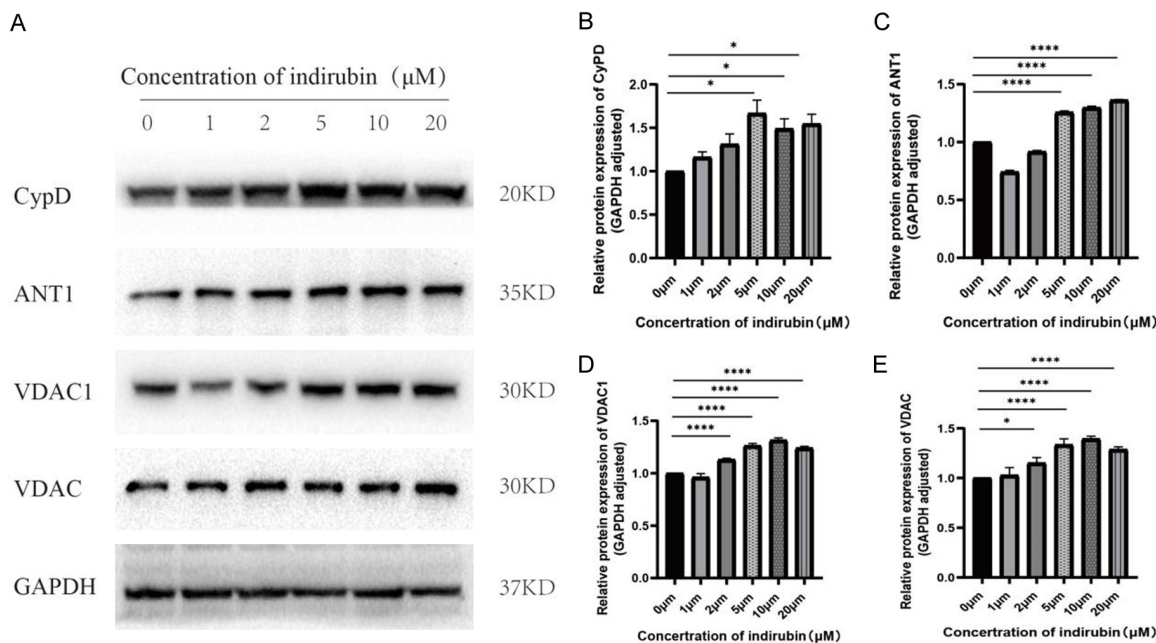 A
Concentration of indirubin (μM)
0 1 2 5 10 20
CypD 20KD
ANT1 35KD
VDAC1 30KD
VDAC 30KD
GAPDH 37KD
B
Relative protein expression of CyPD
(GAPDH adjusted)
2.0
1.5
1.0
0.5
0.0
*
*
*
0μm 1μm 2μm 5μm 10μm 20μm
Concertration of indirubin(μM)
C
Relative protein expression of ANT1
(GAPDH adjusted)
1.5
1.0
0.5
0.0
****
****
****
0μm 1μm 2μm 5μm 10μm 20μm
Concertration of indirubin(μM)
D
Relative protein expression of VDAC1
(GAPDH adjusted)
1.5
1.0
0.5
0.0
****
****
****
****
0μm 1μm 2μm 5μm 10μm 20μm
Concertration of indirubin(μM)
E
Relative protein expression of VDAC
(GAPDH adjusted)
1.5
1.0
0.5
0.0
****
****
****
*
0μm 1μm 2μm 5μm 10μm 20μm
Concertration of indirubin(μM)